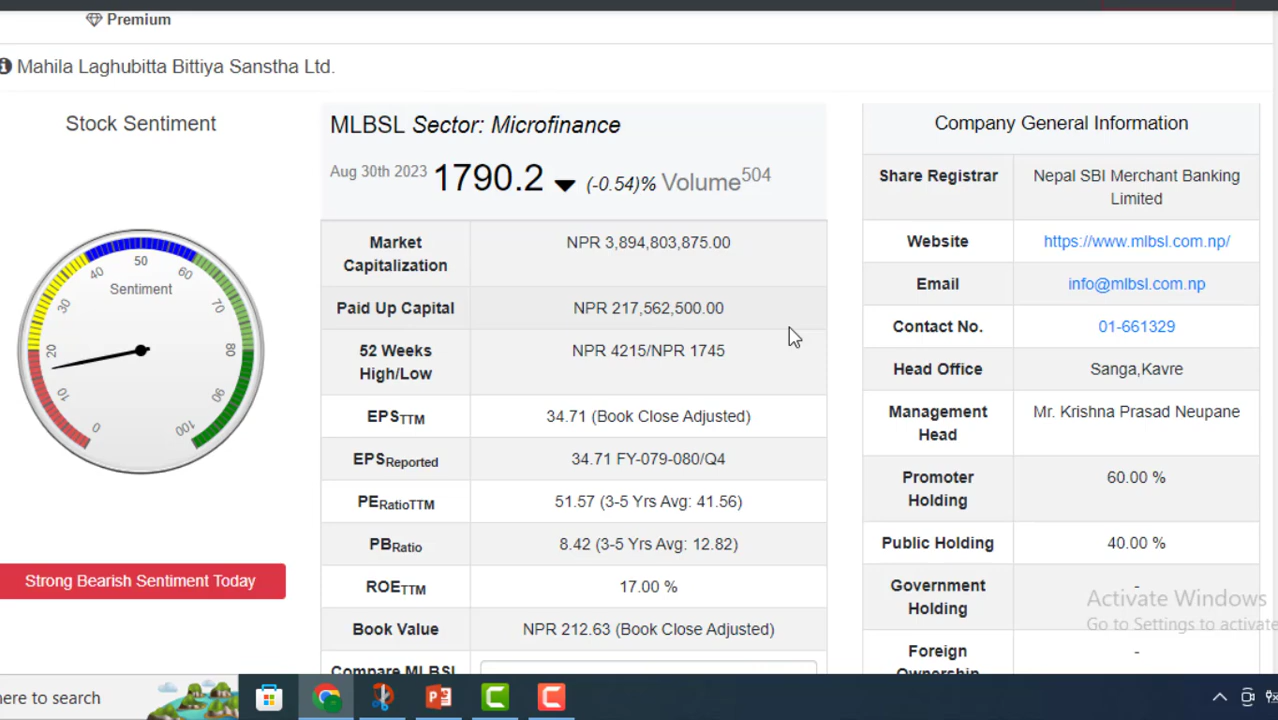 Premium
Mahila Laghubitta Bittiya Sanstha Ltd.
Stock Sentiment
0
10
20
30
40
50
60
70
80
90
100
Sentiment
Strong Bearish Sentiment Today
MLBSL Sector: Microfinance
Aug 30th 2023 1790.2 (-0.54)% Volume504
Market Capitalization NPR 3,894,803,875.00
Paid Up Capital NPR 217,562,500.00
52 Weeks High/Low NPR 4215/NPR 1745
EPSTTM 34.71 (Book Close Adjusted)
EPSReported 34.71 FY-079-080/Q4
PERatioTTM 51.57 (3-5 Yrs Avg: 41.56)
PBRatio 8.42 (3-5 Yrs Avg: 12.82)
ROETTM 17.00 %
Book Value NPR 212.63 (Book Close Adjusted)
Compare MLBSL
Company General Information
Share Registrar Nepal SBI Merchant Banking Limited
Website https://www.mlbsl.com.np/
Email info@mlbsl.com.np
Contact No. 01-661329
Head Office Sanga,Kavre
Management Head Mr. Krishna Prasad Neupane
Promoter Holding 60.00 %
Public Holding 40.00 %
Government Holding -
Foreign Ownership -
Activate Windows
Go to Settings to activate
here to search